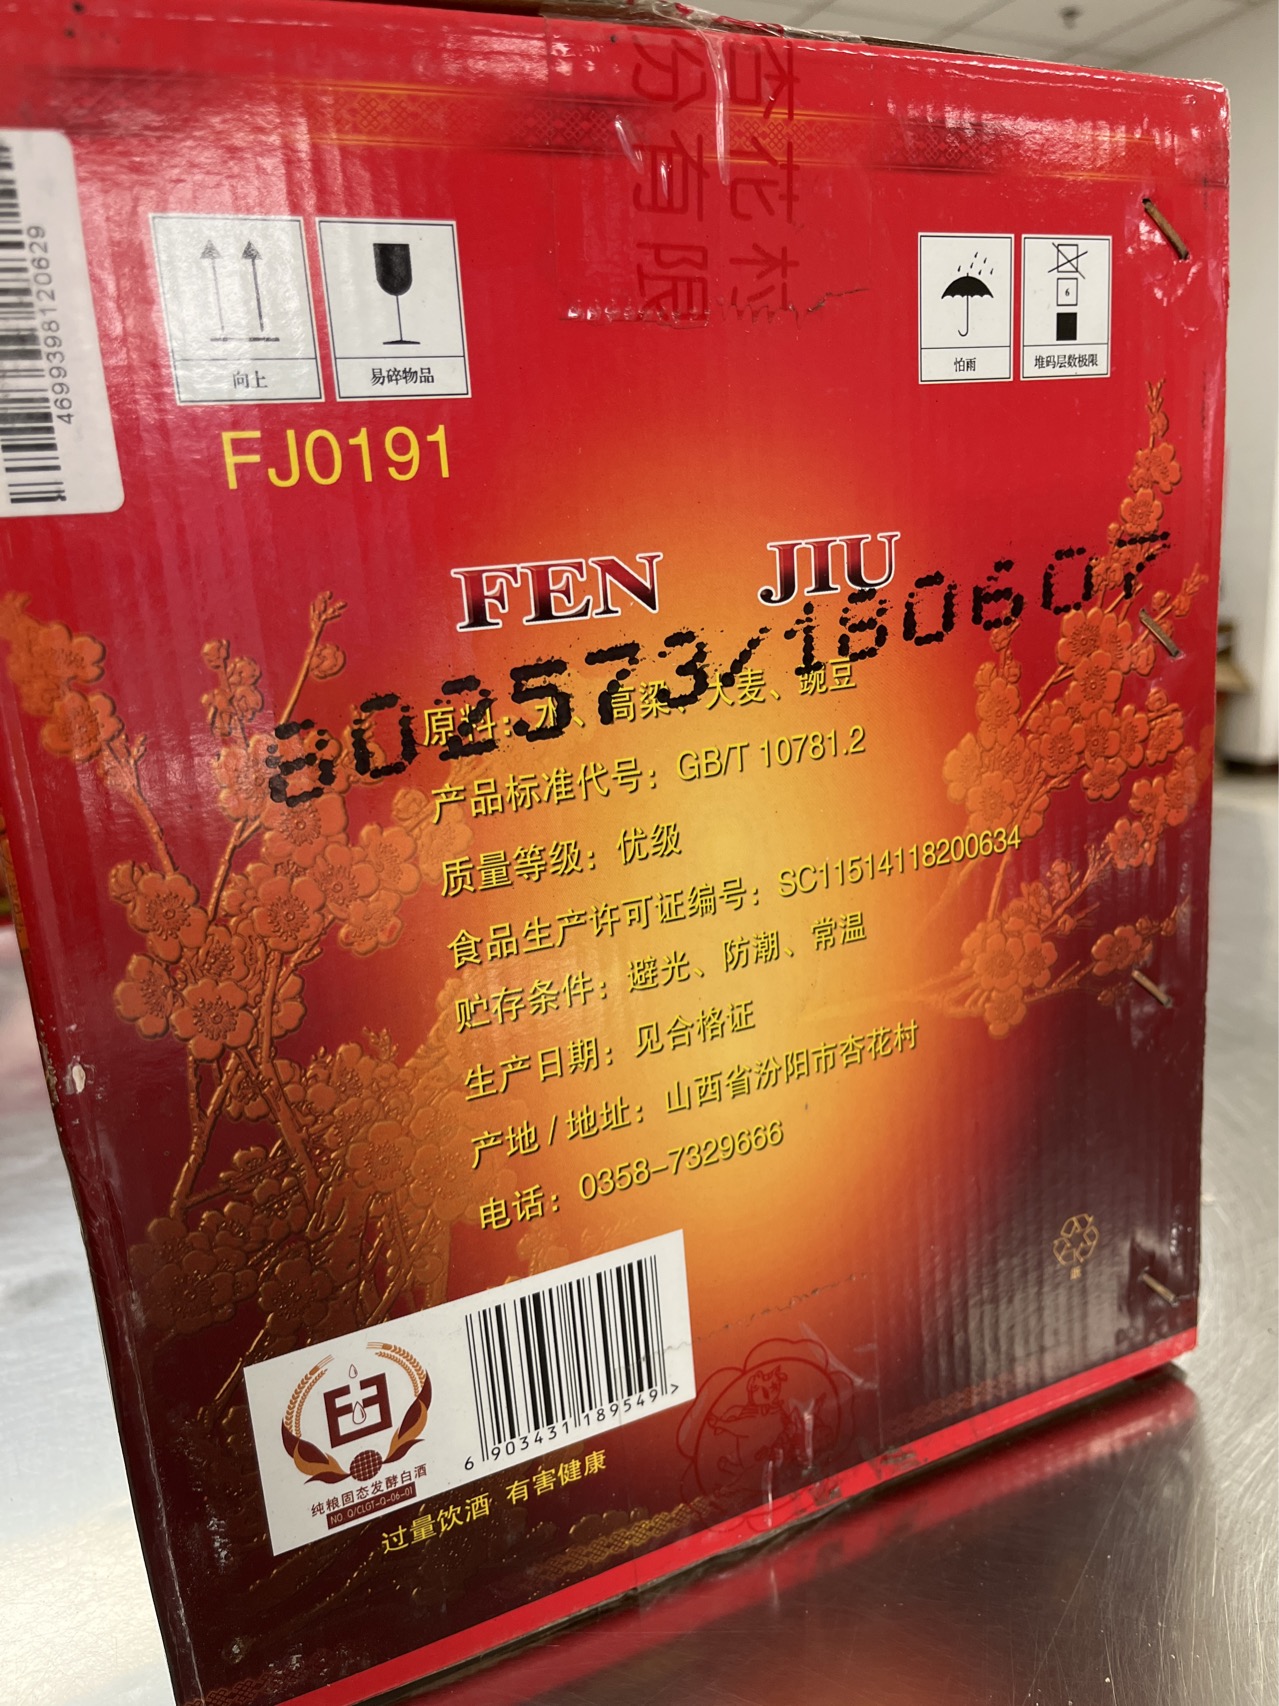 杏花村
份有限
4699398120629
向上
易碎物品
怕雨
6
堆码层数极限
FJ0191
FEN JIU
802573/180607
原料：水、高粱、大麦、豌豆
产品标准代号：GB/T 10781.2
质量等级：优级
食品生产许可证编号：SC11514118200634
贮存条件：避光、防潮、常温
生产日期：见合格证
产地/地址：山西省汾阳市杏花村
电话：0358-7329666
纯粮固态发酵白酒
NO. Q/CLGT-Q-06-01
6 903431 189549 >
过量饮酒 有害健康